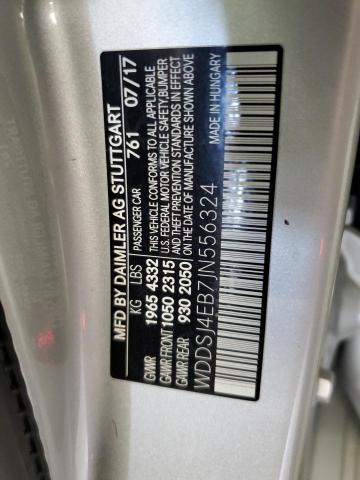 MFD BY DAIMLER AG STUTTGART
PASSENGER CAR 761 07/17
KG LBS
GVWR 1965 4332
GAWR FRONT 1050 2315
GAWR REAR 930 2050
THIS VEHICLE CONFORMS TO ALL APPLICABLE
U.S. FEDERAL MOTOR VEHICLE SAFETY,BUMPER
AND THEFT PREVENTION STANDARDS IN EFFECT
ON THE DATE OF MANUFACTURE SHOWN ABOVE
MADE IN HUNGARY
WDDSJ4EB7JN556324